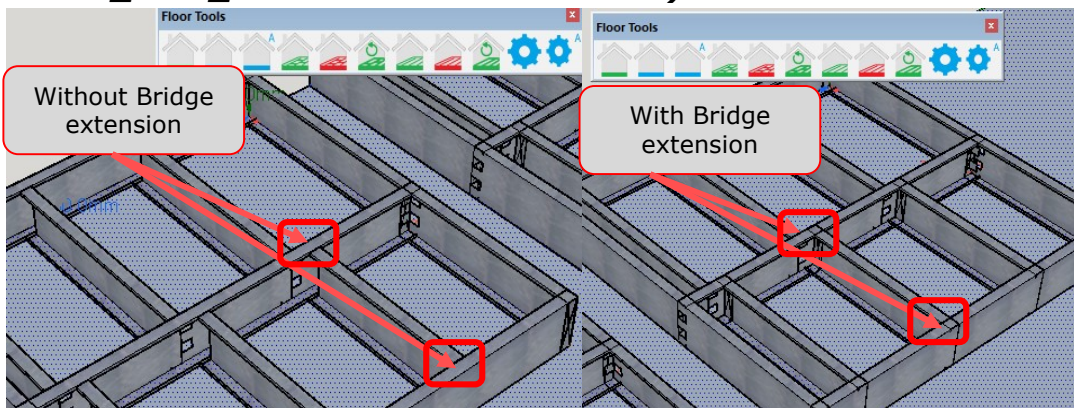 Floor Tools
A
A
Without Bridge
extension
Floor Tools
A
A
With Bridge
extension